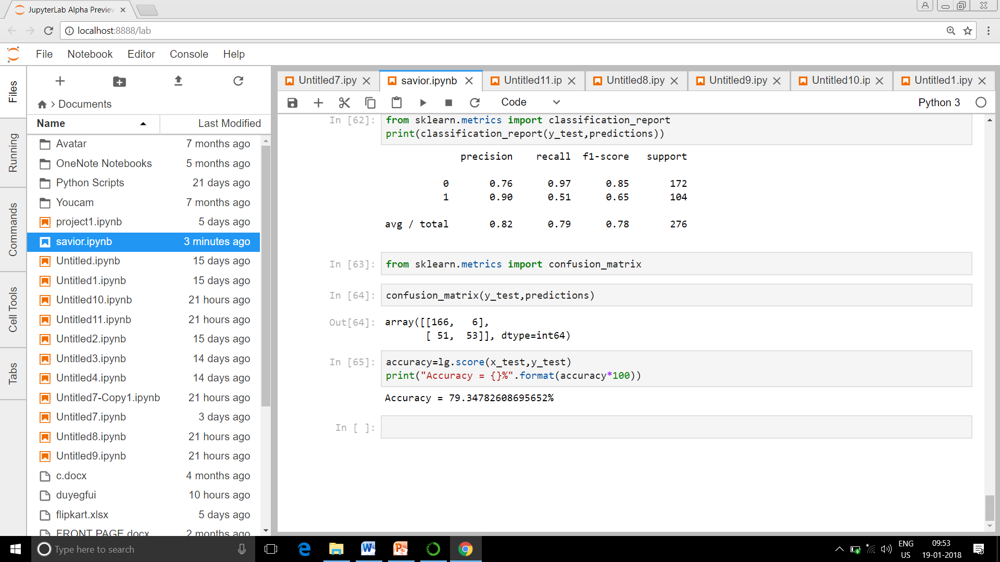 JupyterLab Alpha Preview
localhost:8888/lab
File Notebook Editor Console Help
Files
Running
Commands
Cell Tools
Tabs
Documents
Name Last Modified
Avatar 7 months ago
OneNote Notebooks 5 months ago
Python Scripts 21 days ago
Youcam 7 months ago
project1.ipynb 5 days ago
savior.ipynb 3 minutes ago
Untitled.ipynb 15 days ago
Untitled1.ipynb 15 days ago
Untitled10.ipynb 21 hours ago
Untitled11.ipynb 21 hours ago
Untitled2.ipynb 15 days ago
Untitled3.ipynb 14 days ago
Untitled4.ipynb 14 days ago
Untitled7-Copy1.ipynb 21 hours ago
Untitled7.ipynb 3 days ago
Untitled8.ipynb 21 hours ago
Untitled9.ipynb 21 hours ago
c.docx 4 months ago
duyegfui 10 hours ago
flipkart.xlsx 5 days ago
FRONT PAGE.docx 2 months ago
Untitled7.ipy savior.ipynb Untitled11.ip Untitled8.ipy Untitled9.ipy Untitled10.ip Untitled1.ipy
Code Python 3
In [62]: from sklearn.metrics import classification_report
print(classification_report(y_test,predictions))
precision recall f1-score support
0 0.76 0.97 0.85 172
1 0.90 0.51 0.65 104
avg / total 0.82 0.79 0.78 276
In [63]: from sklearn.metrics import confusion_matrix
In [64]: confusion_matrix(y_test,predictions)
Out[64]: array([[166, 6],
[ 51, 53]], dtype=int64)
In [65]: accuracy=lg.score(x_test,y_test)
print("Accuracy = {}%".format(accuracy*100))
Accuracy = 79.34782608695652%
In [ ]:
Type here to search
ENG
US
09:53
19-01-2018